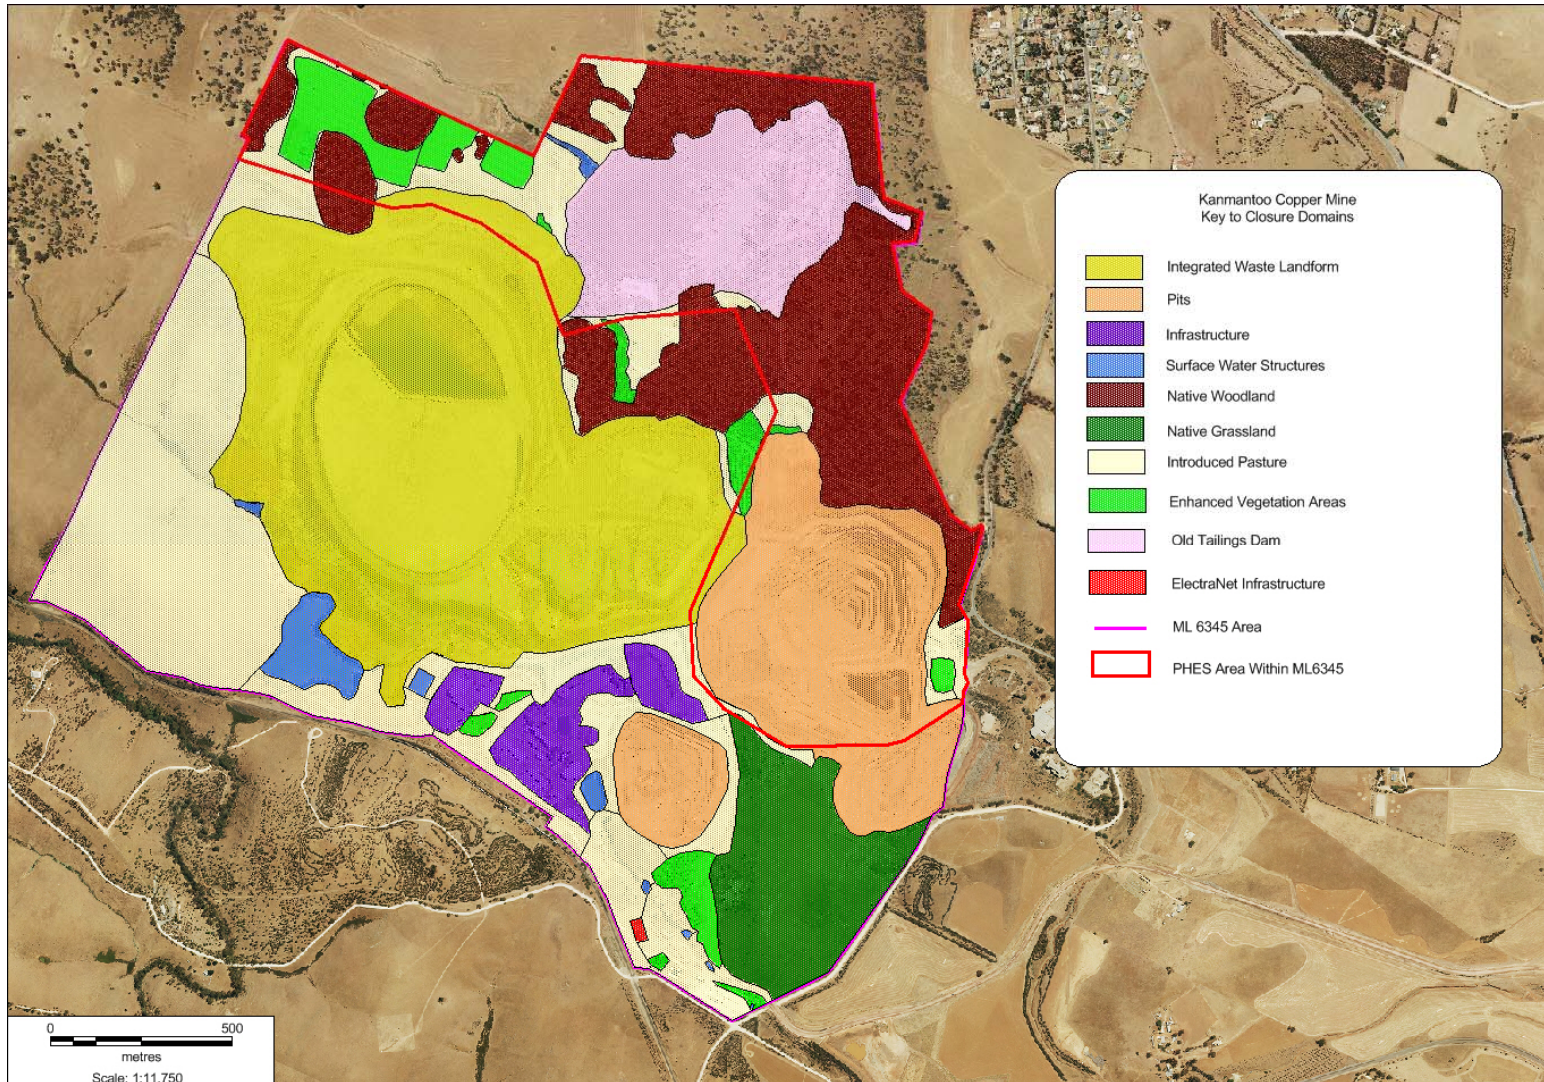 Kanmantoo Copper Mine
Key to Closure Domains
Integrated Waste Landform
Pits
Infrastructure
Surface Water Structures
Native Woodland
Native Grassland
Introduced Pasture
Enhanced Vegetation Areas
Old Tailings Dam
ElectraNet Infrastructure
ML 6345 Area
PHES Area Within ML6345
0 500
metres
Scale: 1:11,750